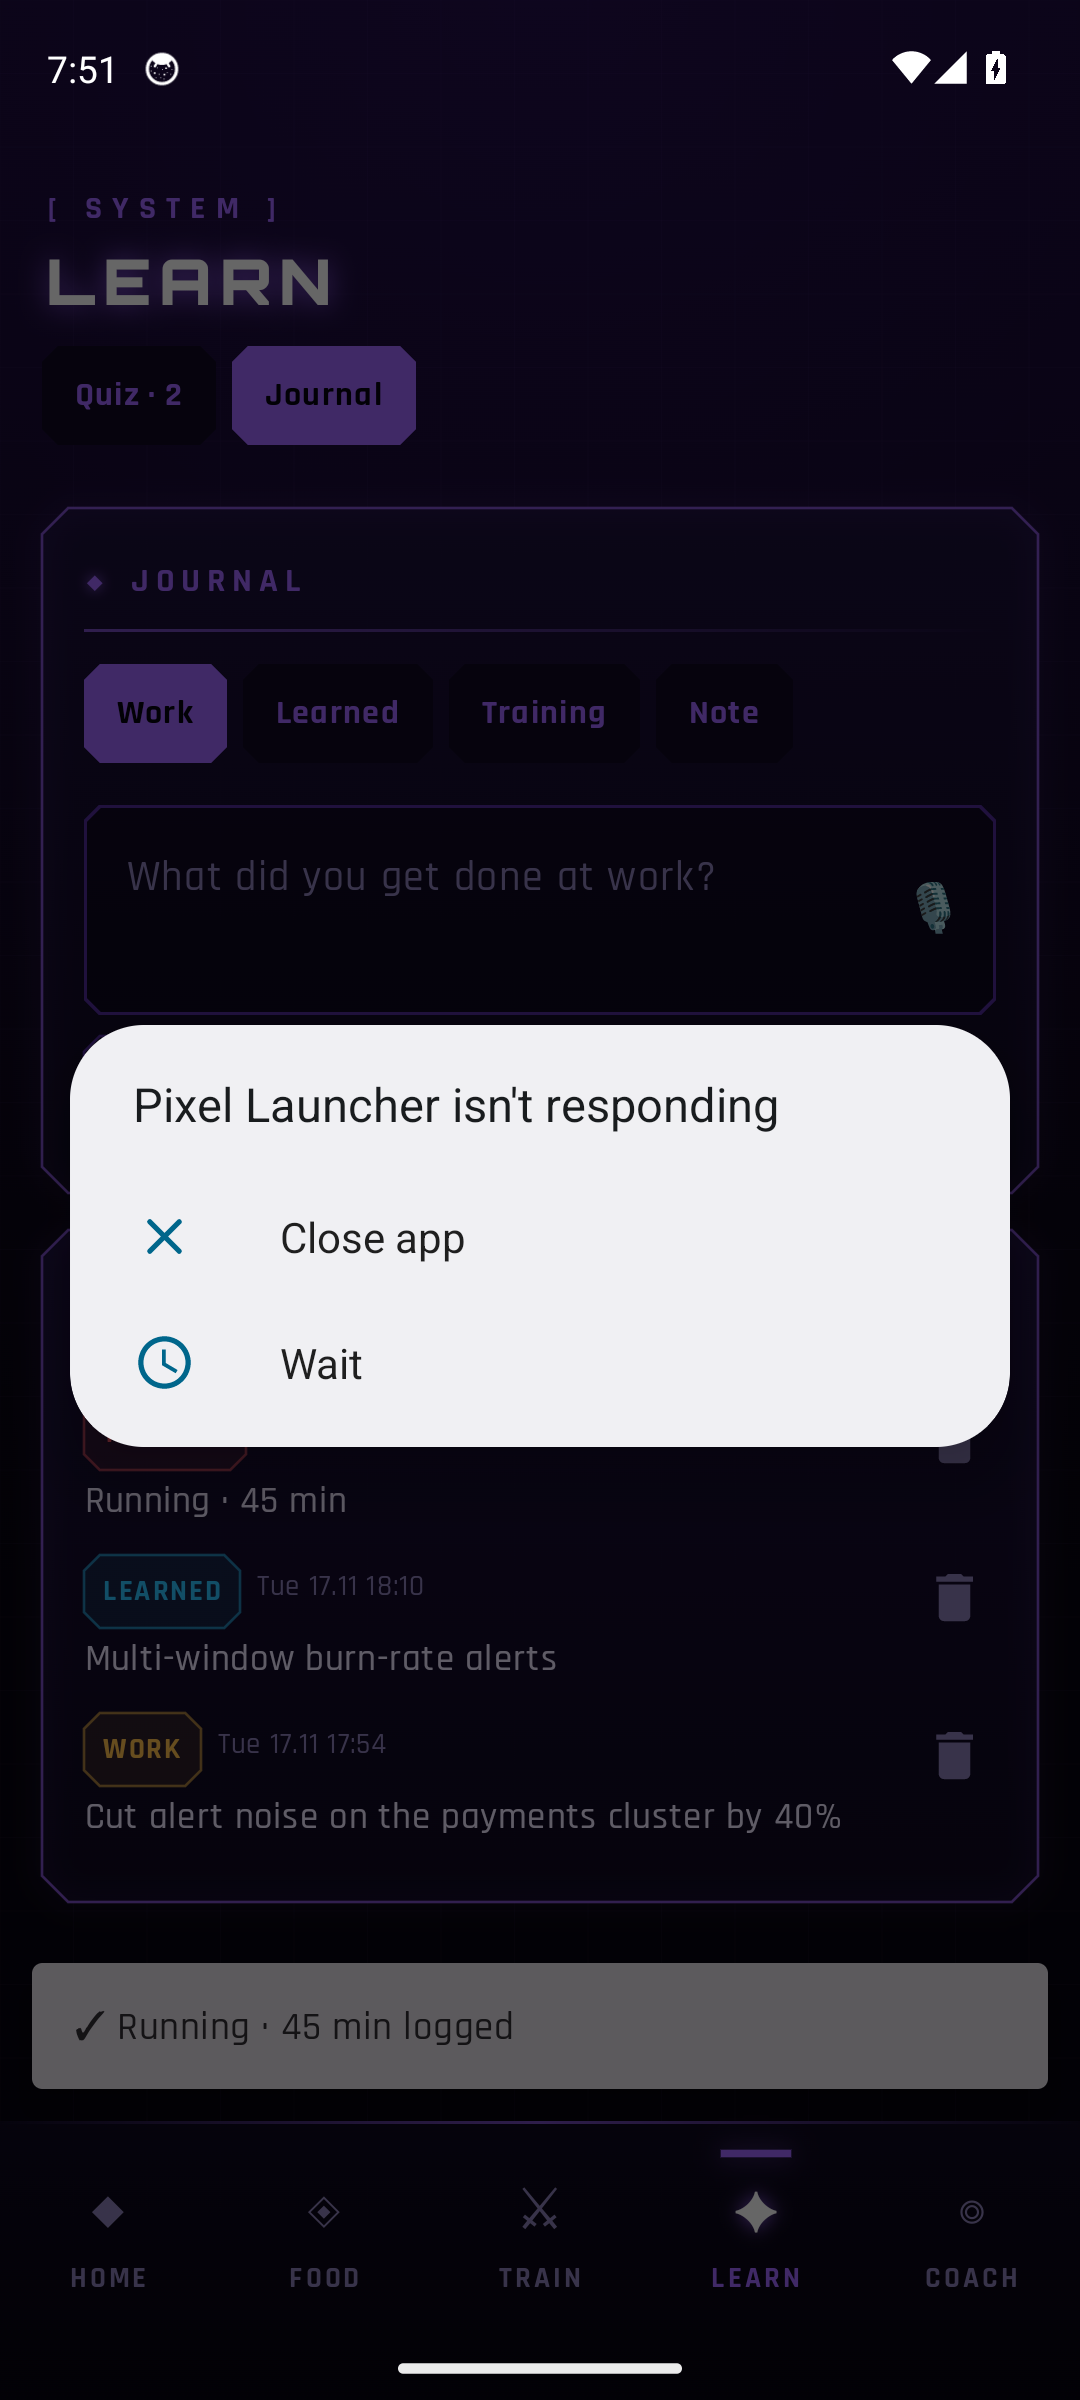 7:51
[ SYSTEM ]
LEARN
Quiz · 2
Journal
JOURNAL
Work
Learned
Training
Note
What did you get done at work?
Pixel Launcher isn't responding
Close app
Wait
Running · 45 min
LEARNED
Tue 17.11 18:10
Multi-window burn-rate alerts
WORK
Tue 17.11 17:54
Cut alert noise on the payments cluster by 40%
✓ Running · 45 min logged
HOME
FOOD
TRAIN
LEARN
COACH